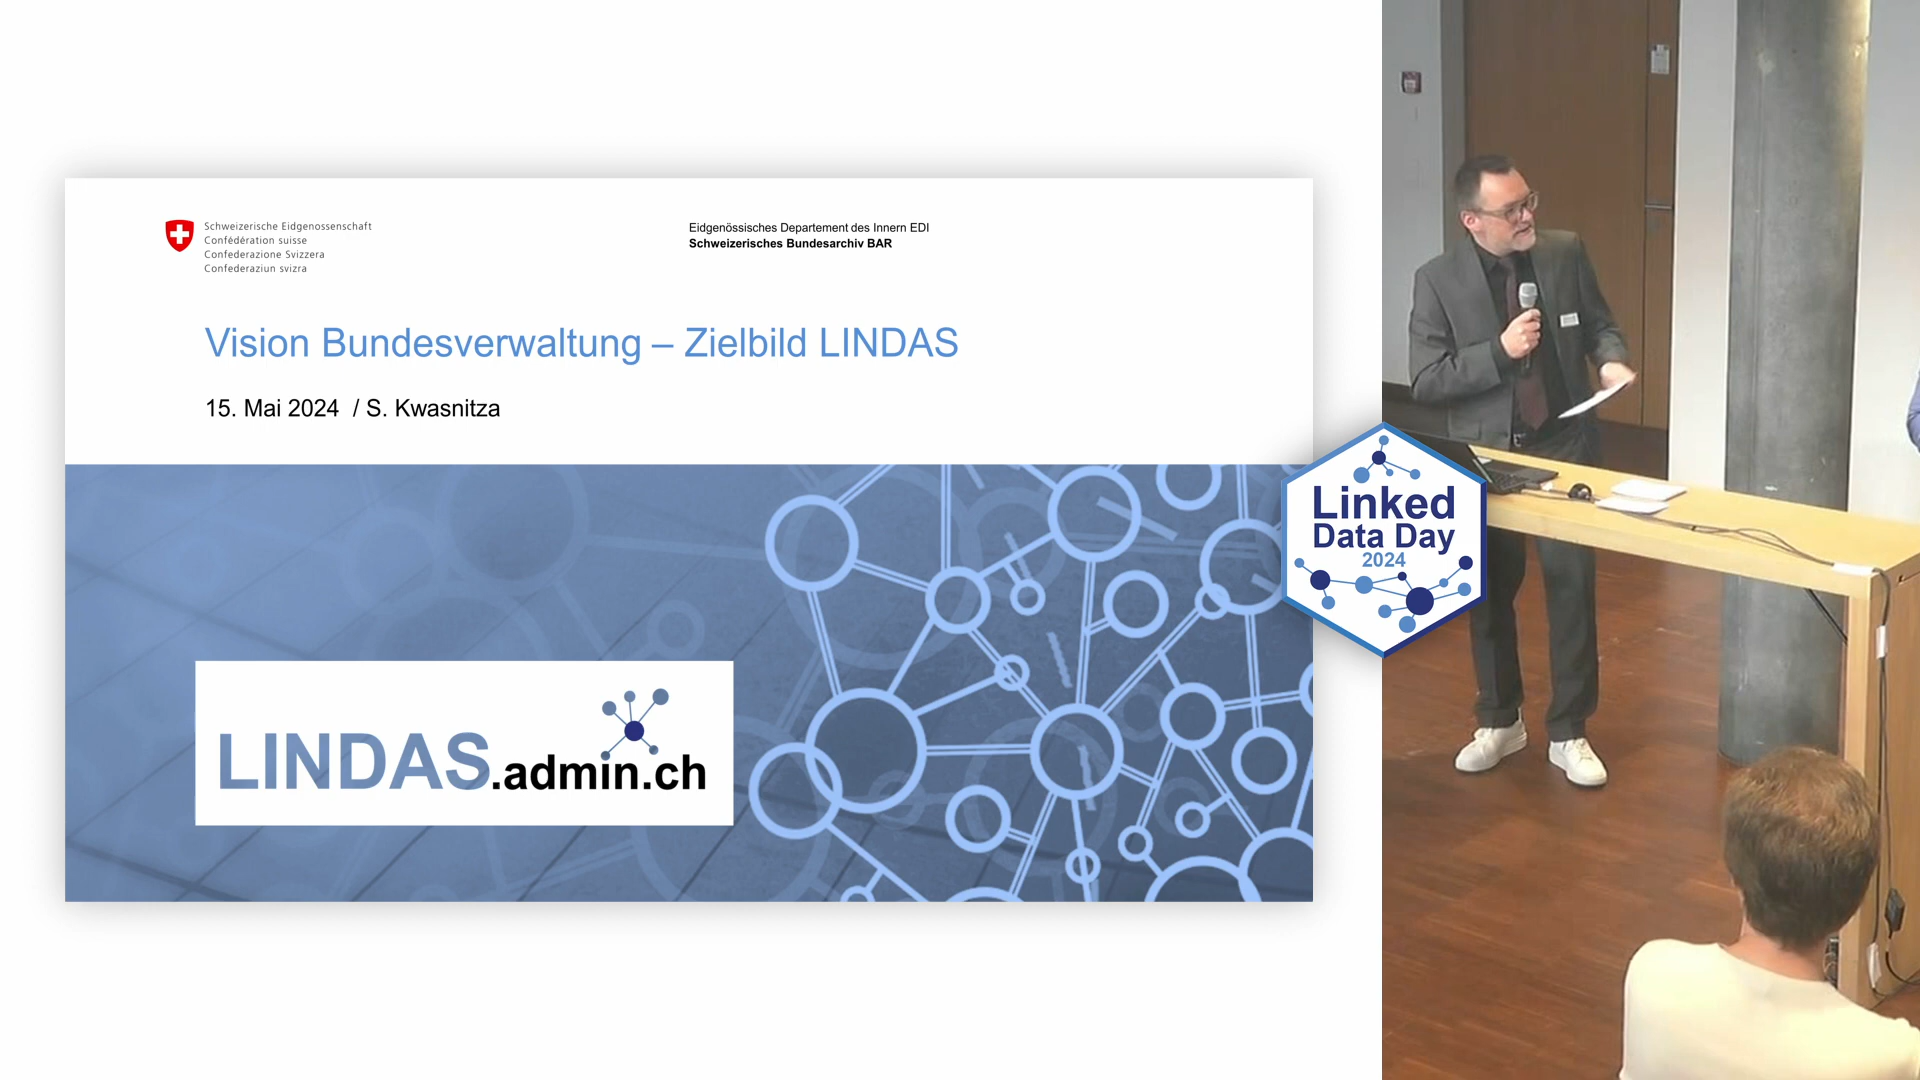 Schweizerische Eidgenossenschaft
Confédération suisse
Confederazione Svizzera
Confederaziun svizra
Eidgenössisches Departement des Innern EDI
Schweizerisches Bundesarchiv BAR
Vision Bundesverwaltung – Zielbild LINDAS
15. Mai 2024 / S. Kwasnitza
LINDAS.admin.ch
Linked
Data Day
2024